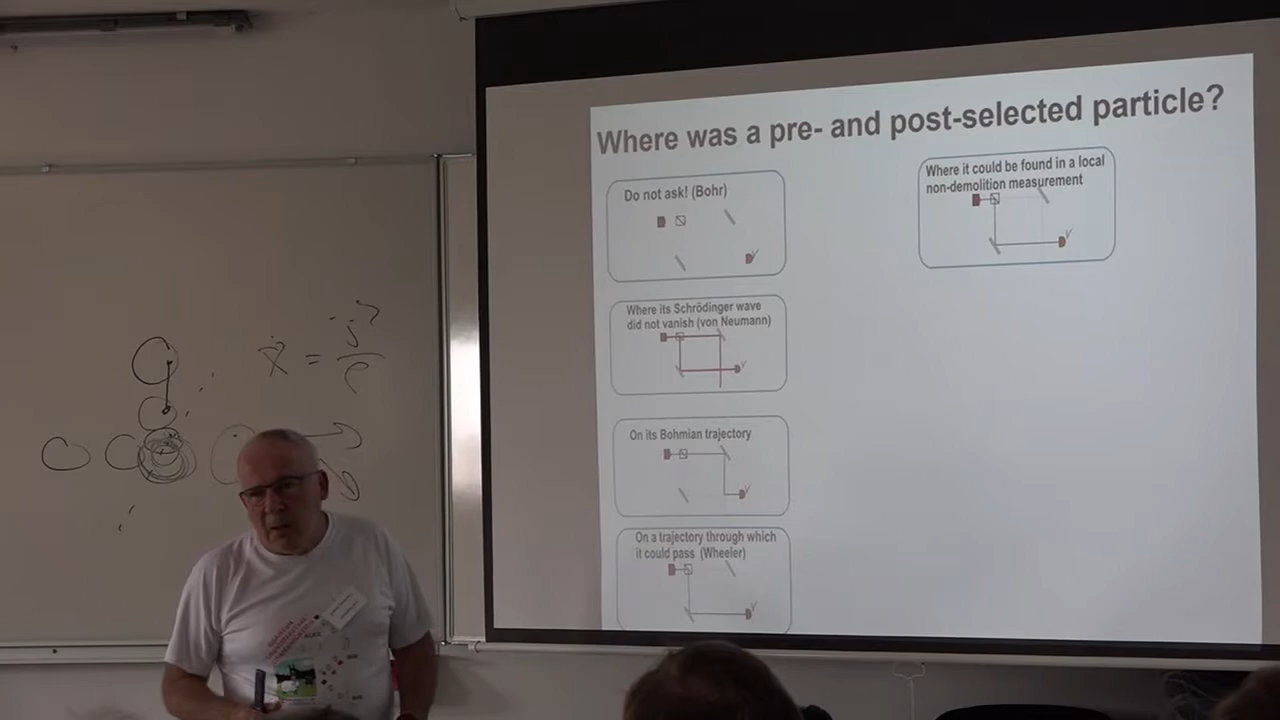 Where was a pre- and post-selected particle?
Do not ask! (Bohr)
Where its Schrödinger wave
did not vanish (von Neumann)
On its Bohmian trajectory
On a trajectory through which
it could pass (Wheeler)
Where it could be found in a local
non-demolition measurement